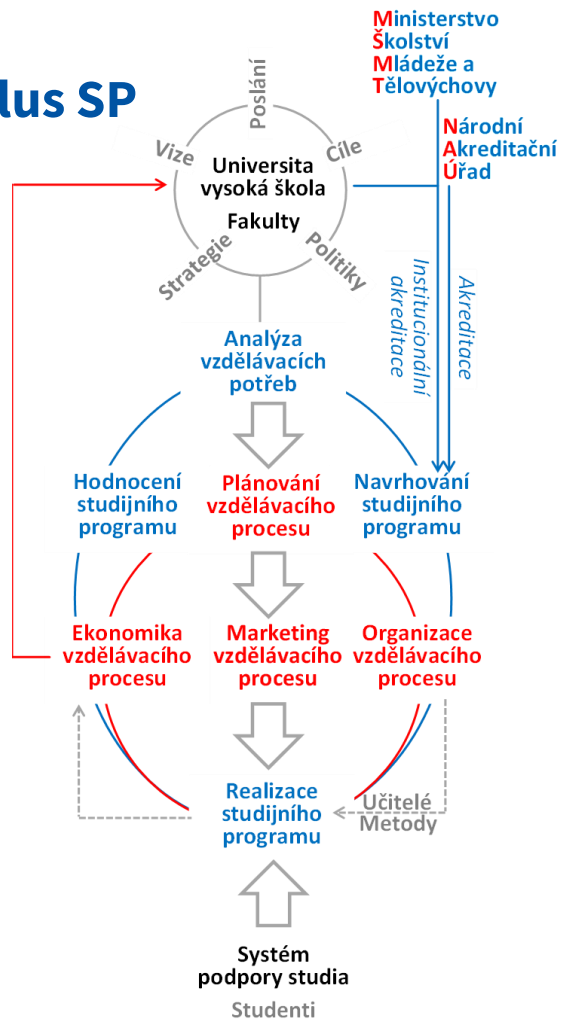 Ministerstvo
Školství
Mládeže a
Tělovýchovy
lus SP
Národní
Akreditační
Úřad
Poslání
Vize
Cíle
Universita
vysoká škola
Fakulty
Strategie
Politiky
Institucionální
akreditace
Akreditace
Analýza
vzdělávacích
potřeb
Hodnocení
studijního
programu
Plánování
vzdělávacího
procesu
Navrhování
studijního
programu
Ekonomika
vzdělávacího
procesu
Marketing
vzdělávacího
procesu
Organizace
vzdělávacího
procesu
Realizace
studijního
programu
Učitelé
Metody
Systém
podpory studia
Studenti